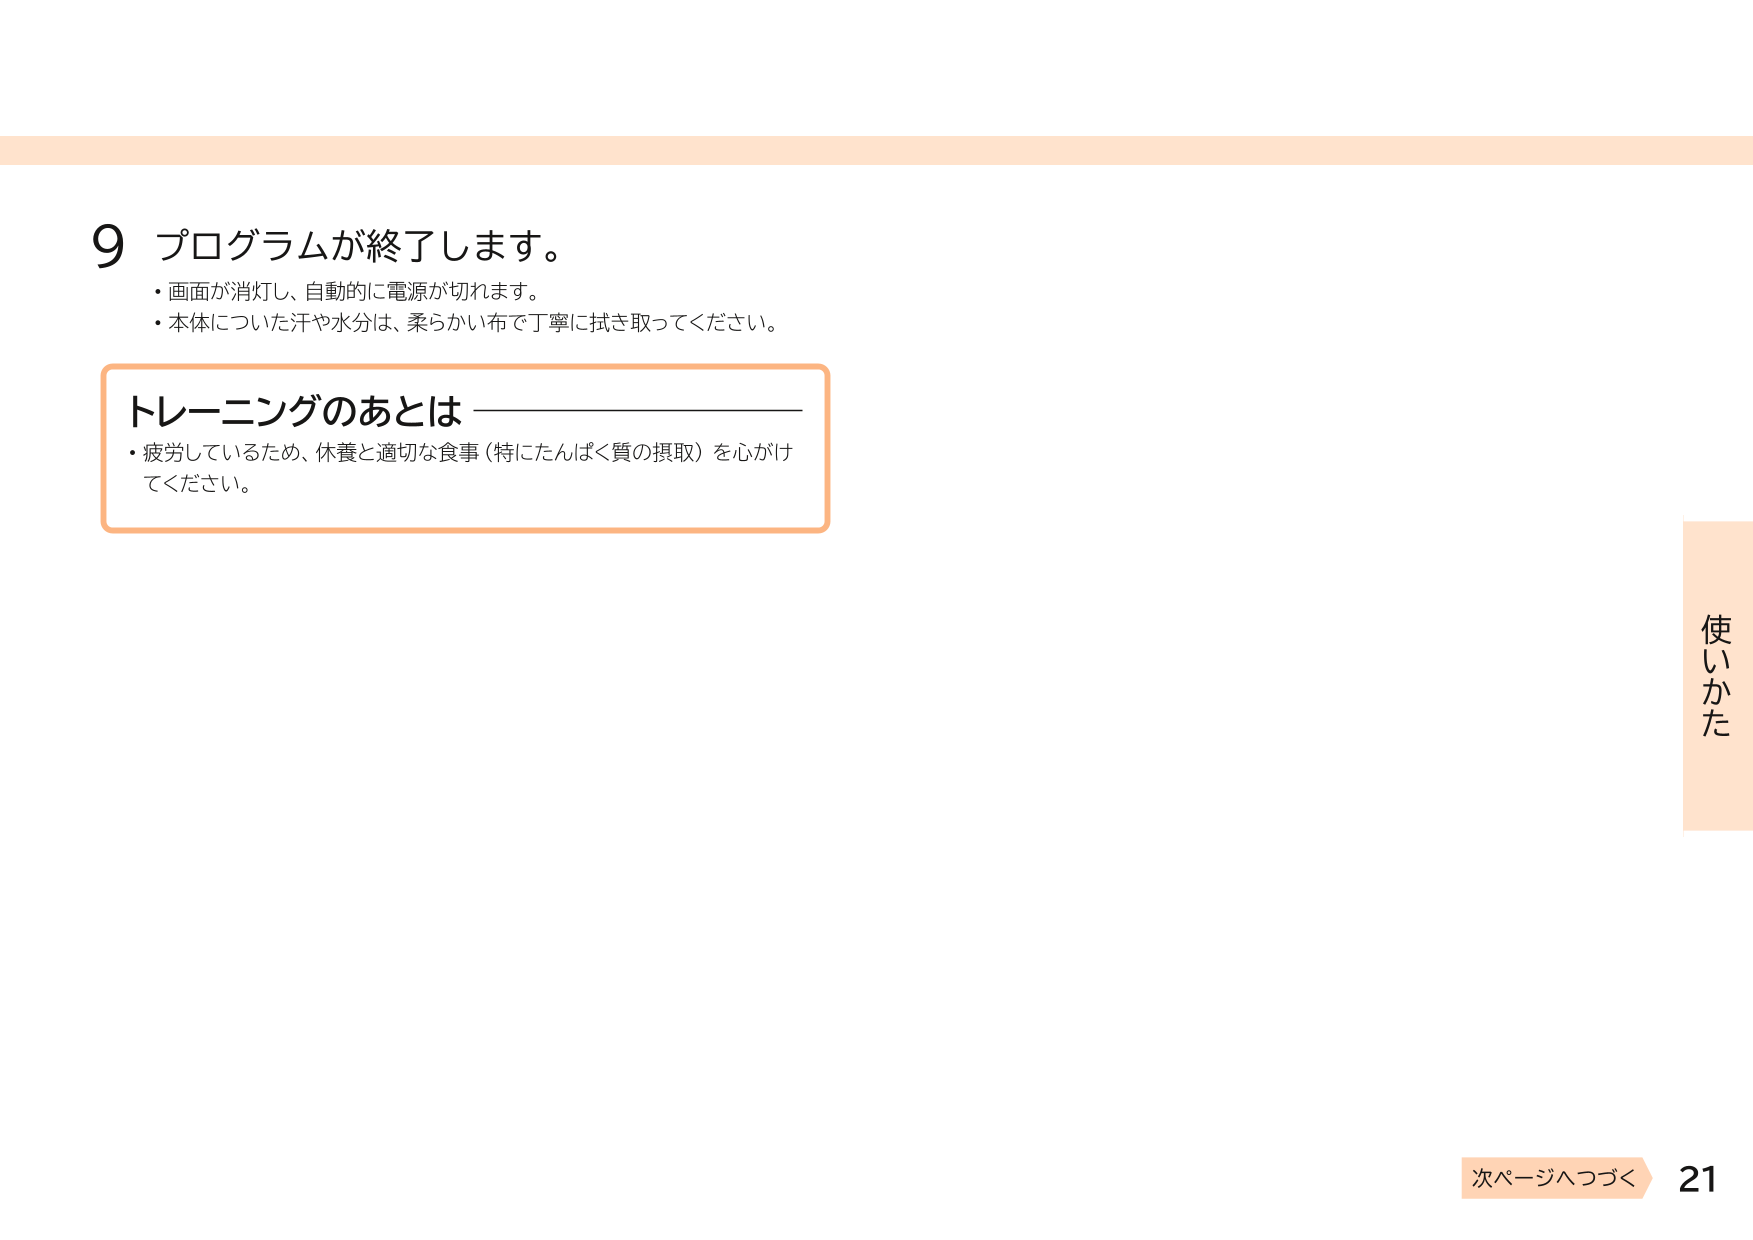 9 プログラムが終了します。
・画面が消灯し、自動的に電源が切れます。
・本体についた汗や水分は、柔らかい布で丁寧に拭き取ってください。
トレーニングのあとは
・疲労しているため、休養と適切な食事（特にたんぱく質の摂取）を心がけ
てください。
使いかた
次ページへつづく
21